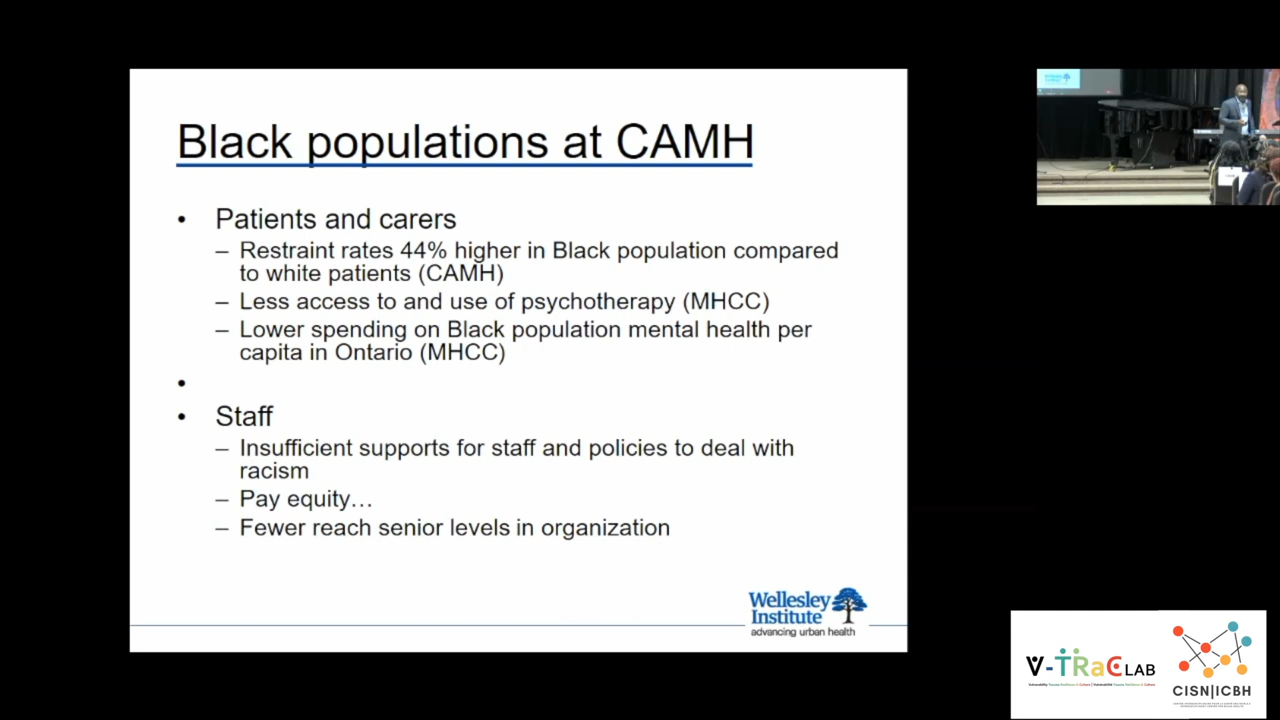 Black populations at CAMH
• Patients and carers
– Restraint rates 44% higher in Black population compared
to white patients (CAMH)
– Less access to and use of psychotherapy (MHCC)
– Lower spending on Black population mental health per
capita in Ontario (MHCC)
•
• Staff
– Insufficient supports for staff and policies to deal with
racism
– Pay equity…
– Fewer reach senior levels in organization
Wellesley
Institute
advancing urban health
V-TRaC LAB
CISN|ICBH